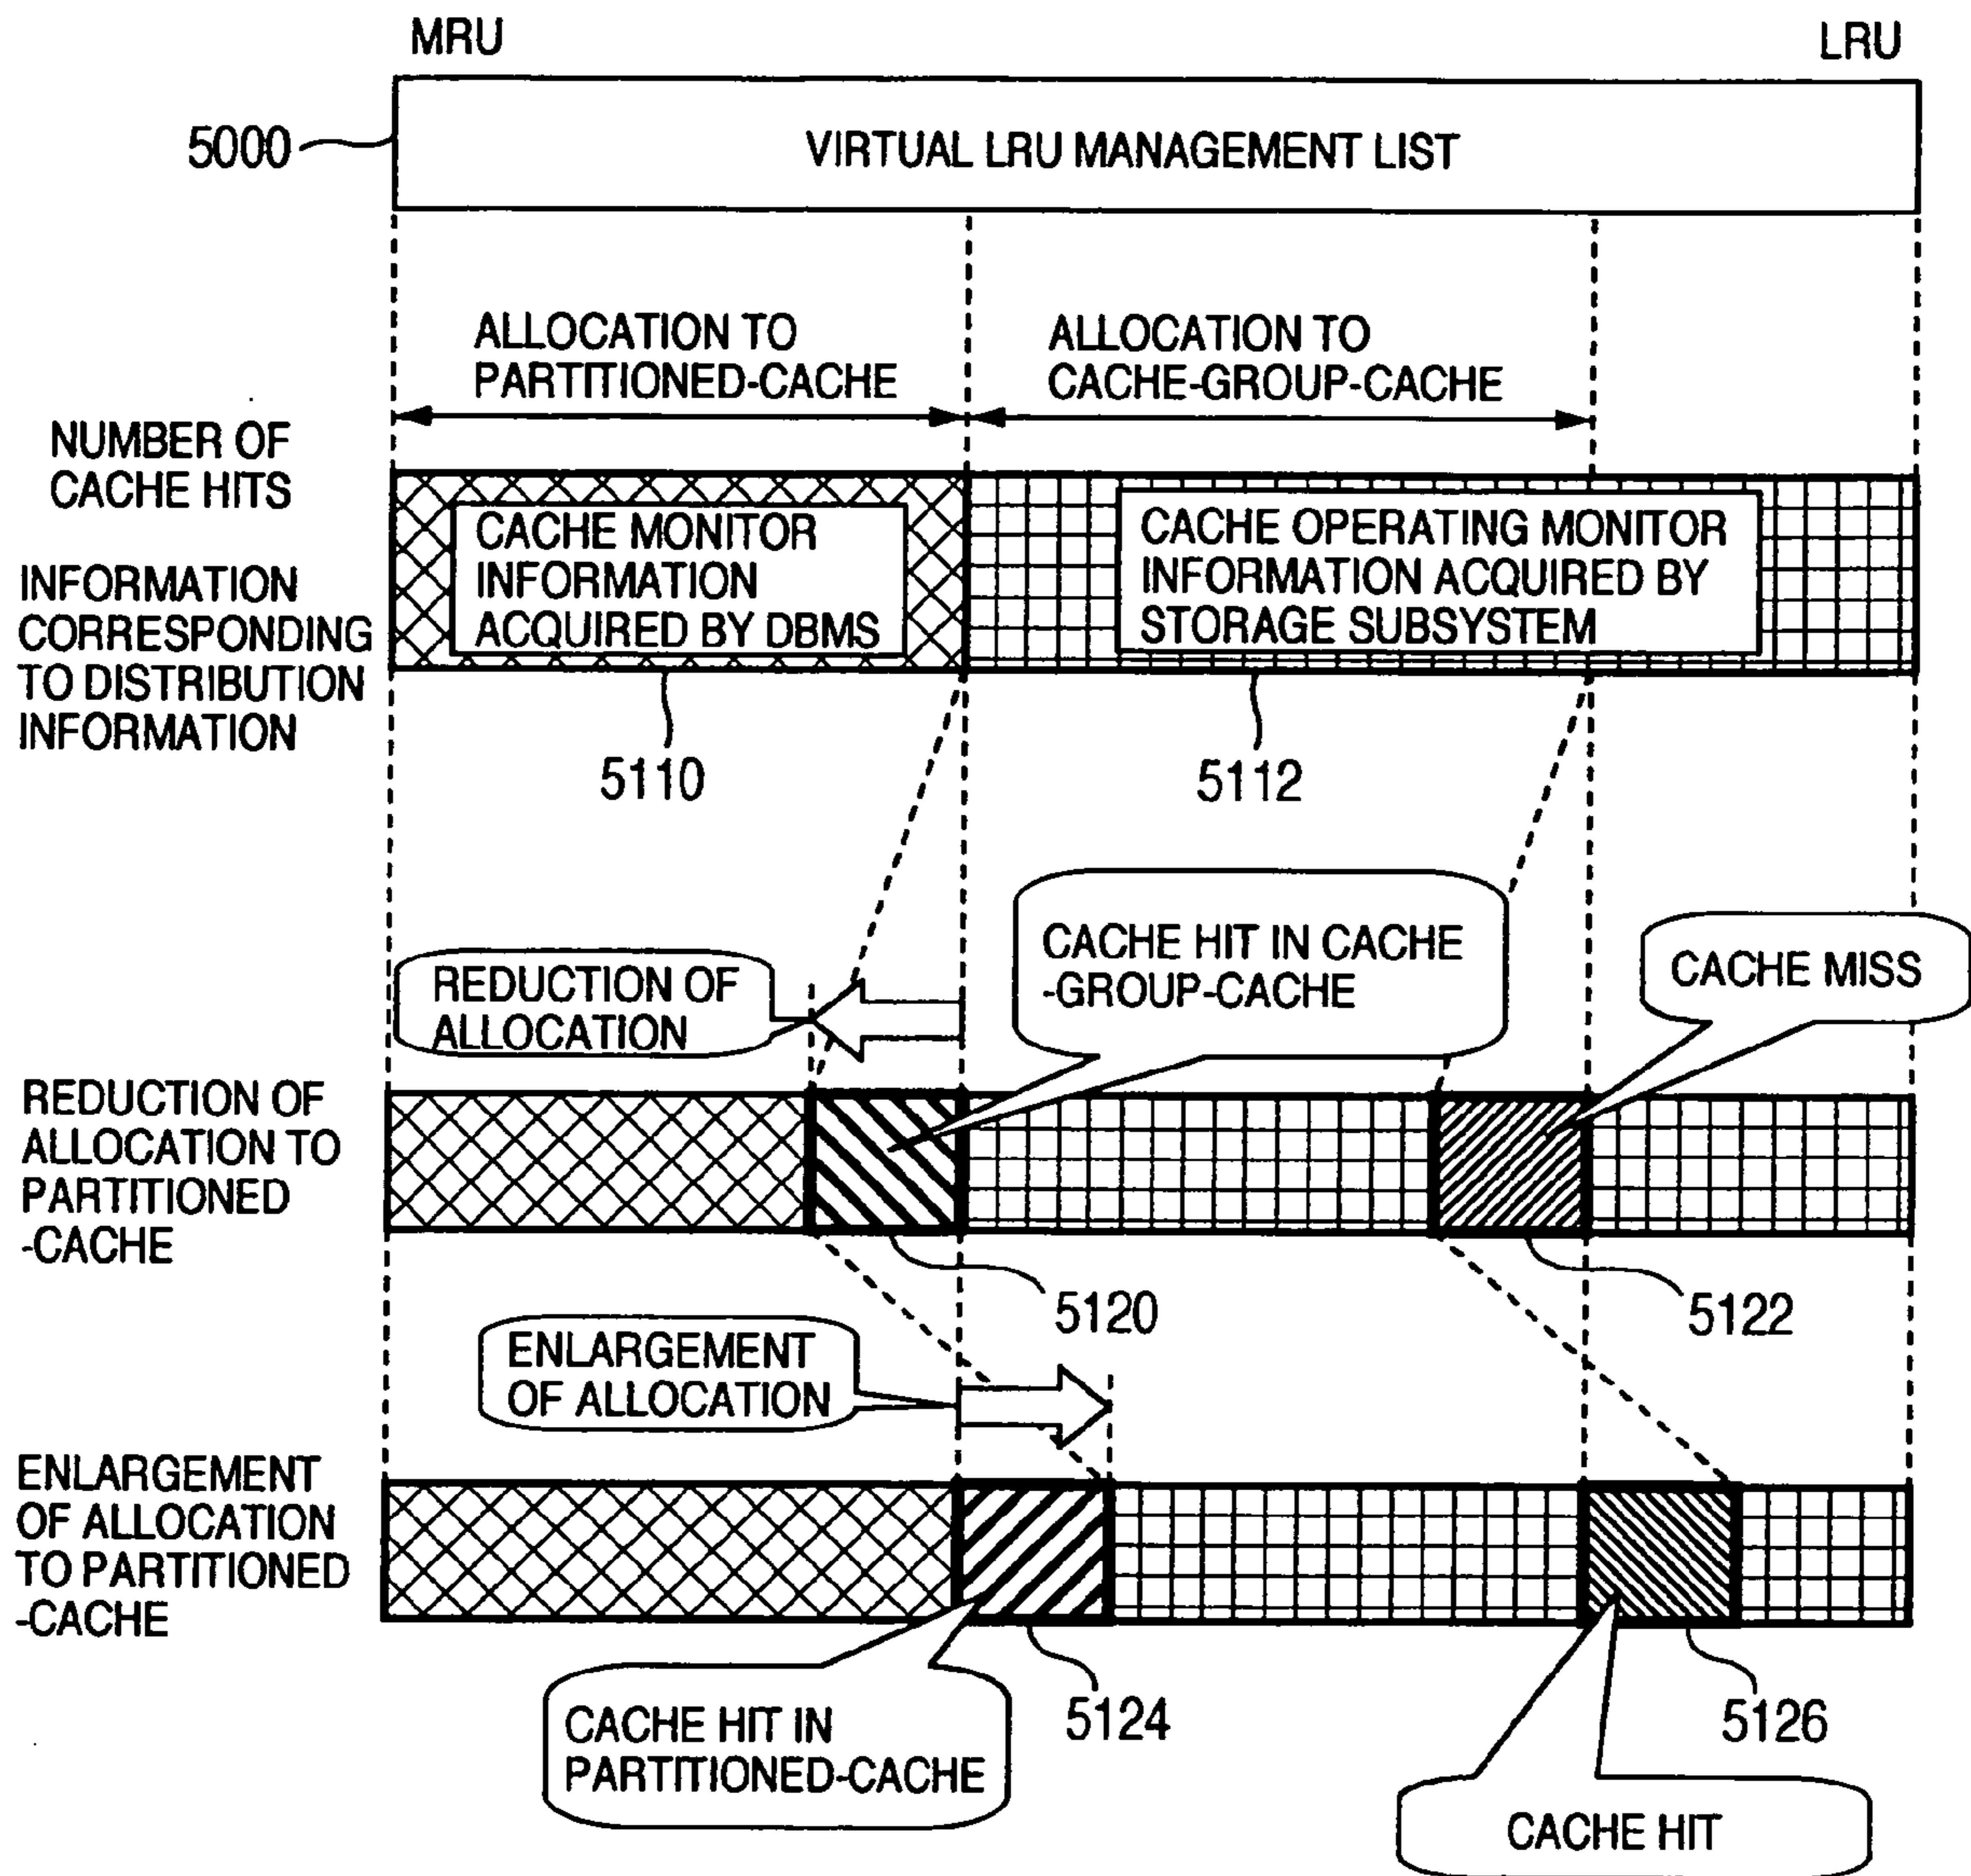 MRU
LRU
5000
VIRTUAL LRU MANAGEMENT LIST
ALLOCATION TO
PARTITIONED-CACHE
ALLOCATION TO
CACHE-GROUP-CACHE
NUMBER OF
CACHE HITS
INFORMATION
CORRESPONDING
TO DISTRIBUTION
INFORMATION
CACHE MONITOR
INFORMATION
ACQUIRED BY DBMS
CACHE OPERATING MONITOR
INFORMATION ACQUIRED BY
STORAGE SUBSYSTEM
5110
5112
REDUCTION OF
ALLOCATION
CACHE HIT IN CACHE
-GROUP-CACHE
CACHE MISS
REDUCTION OF
ALLOCATION TO
PARTITIONED
-CACHE
5120
5122
ENLARGEMENT
OF ALLOCATION
ENLARGEMENT
OF ALLOCATION
TO PARTITIONED
-CACHE
5124
5126
CACHE HIT IN
PARTITIONED-CACHE
CACHE HIT